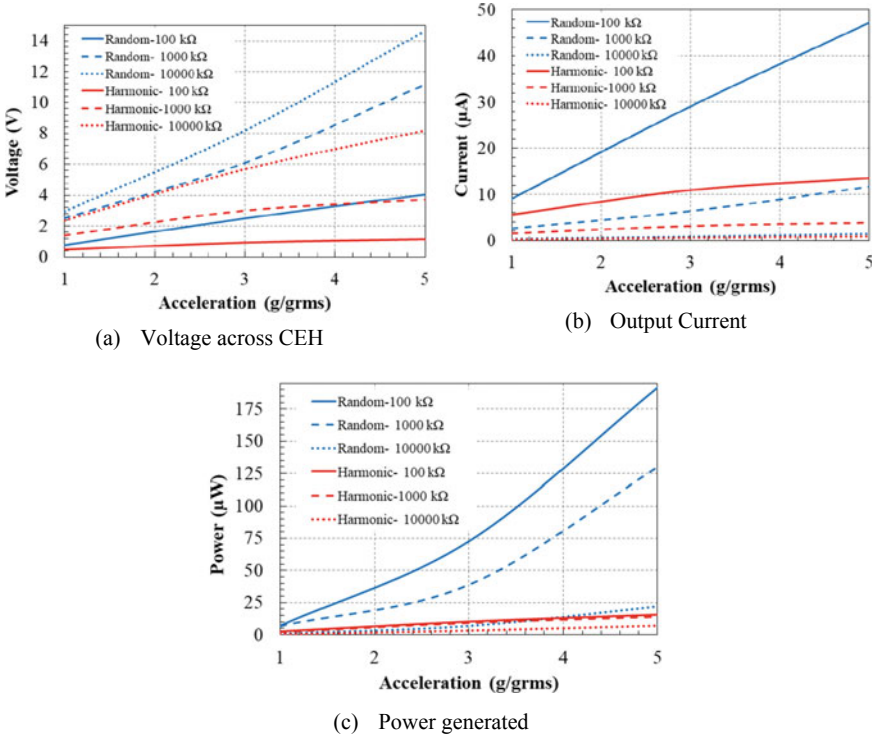 14
12
10
8
6
4
2
0
Voltage (V)
Random-100 kΩ
Random- 1000 kΩ
Random- 10000 kΩ
Harmonic- 100 kΩ
Harmonic-1000 kΩ
Harmonic- 10000 kΩ
1 2 3 4 5
Acceleration (g/grms)
(a) Voltage across CEH
50
40
30
20
10
0
Current (μA)
Random-100 kΩ
Random- 1000 kΩ
Random- 10000 kΩ
Harmonic- 100 kΩ
Harmonic-1000 kΩ
Harmonic- 10000 kΩ
1 2 3 4 5
Acceleration (g/grms)
(b) Output Current
175
150
125
100
75
50
25
0
Power (μW)
Random-100 kΩ
Random- 1000 kΩ
Random- 10000 kΩ
Harmonic- 100 kΩ
Harmonic-1000 kΩ
Harmonic- 10000 kΩ
1 2 3 4 5
Acceleration (g/grms)
(c) Power generated